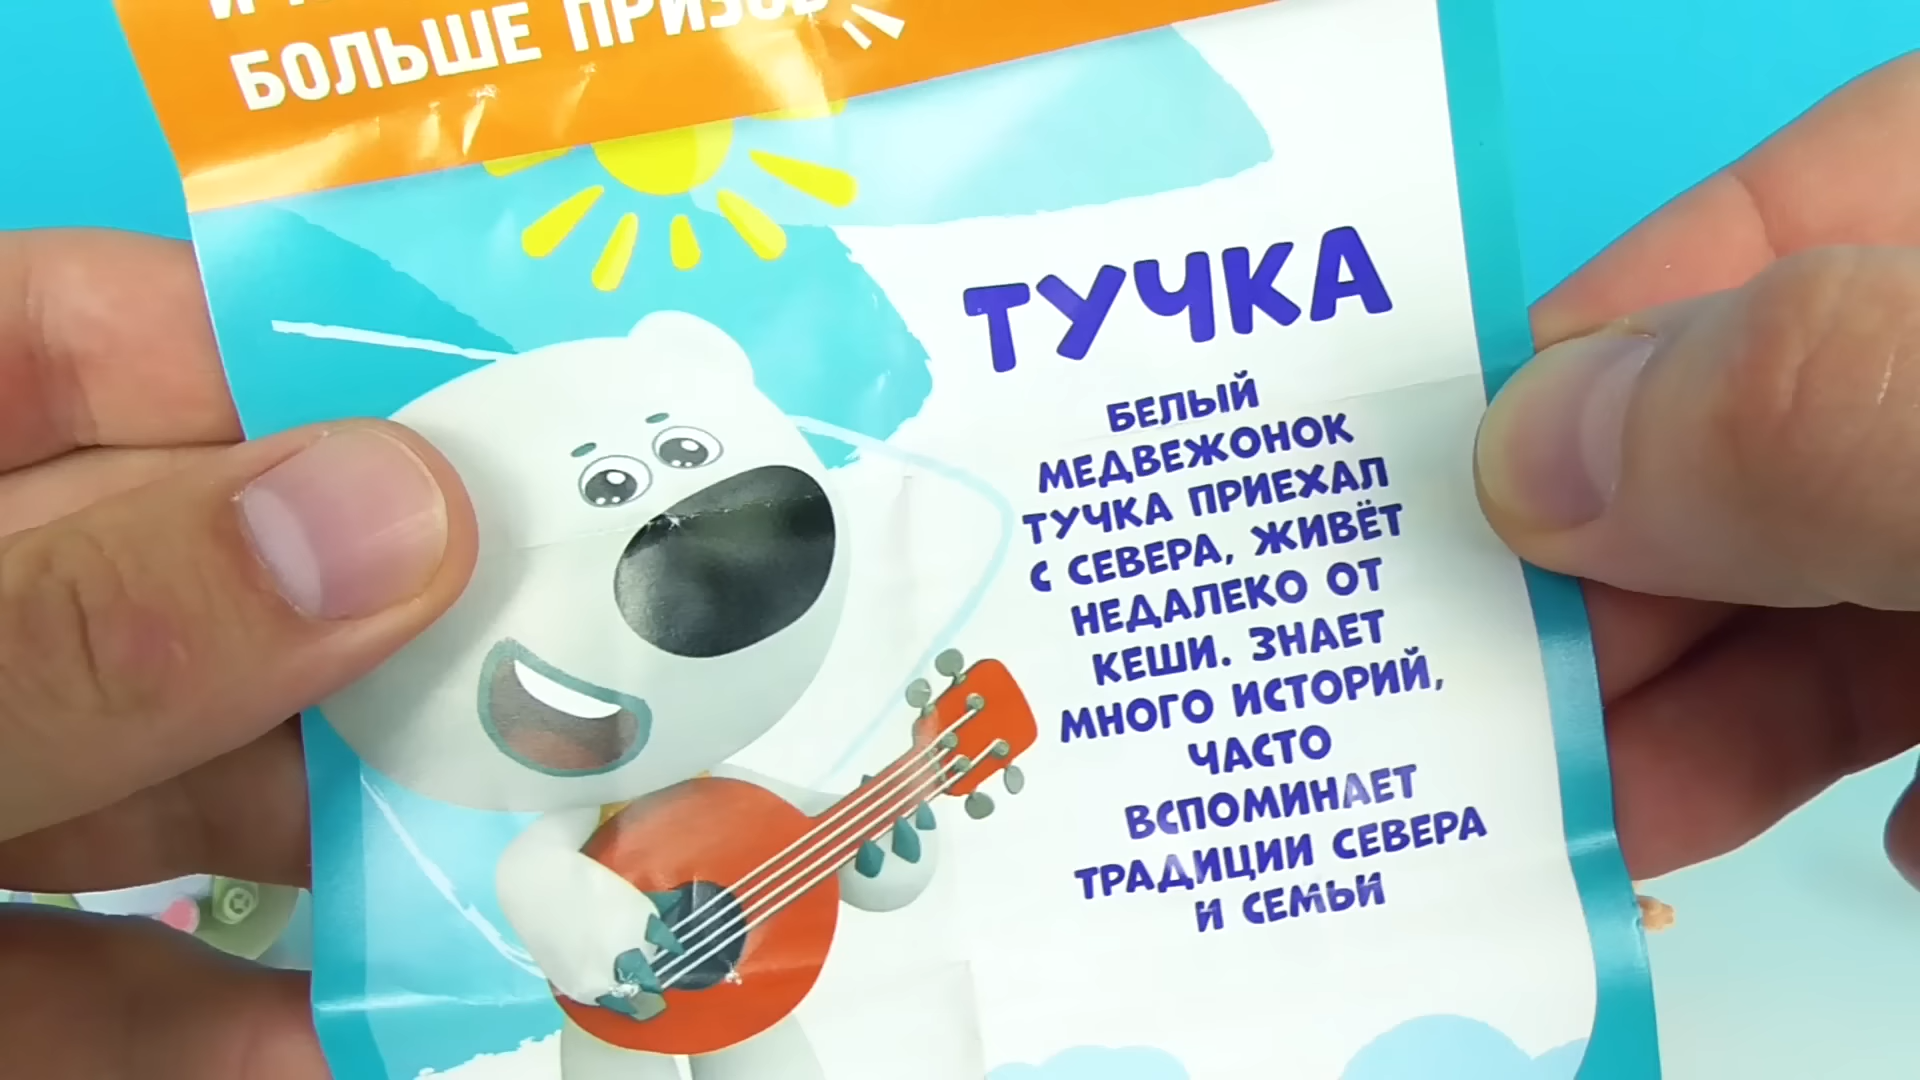 БОЛЬШЕ ПРИЗОВ
ТУЧКА
БЕЛЫЙ
МЕДВЕЖОНОК
ТУЧКА ПРИЕХАЛ
С СЕВЕРА, ЖИВЁТ
НЕДАЛЕКО ОТ
КЕШИ. ЗНАЕТ
МНОГО ИСТОРИЙ,
ЧАСТО
ВСПОМИНАЕТ
ТРАДИЦИИ СЕВЕРА
И СЕМЬИ